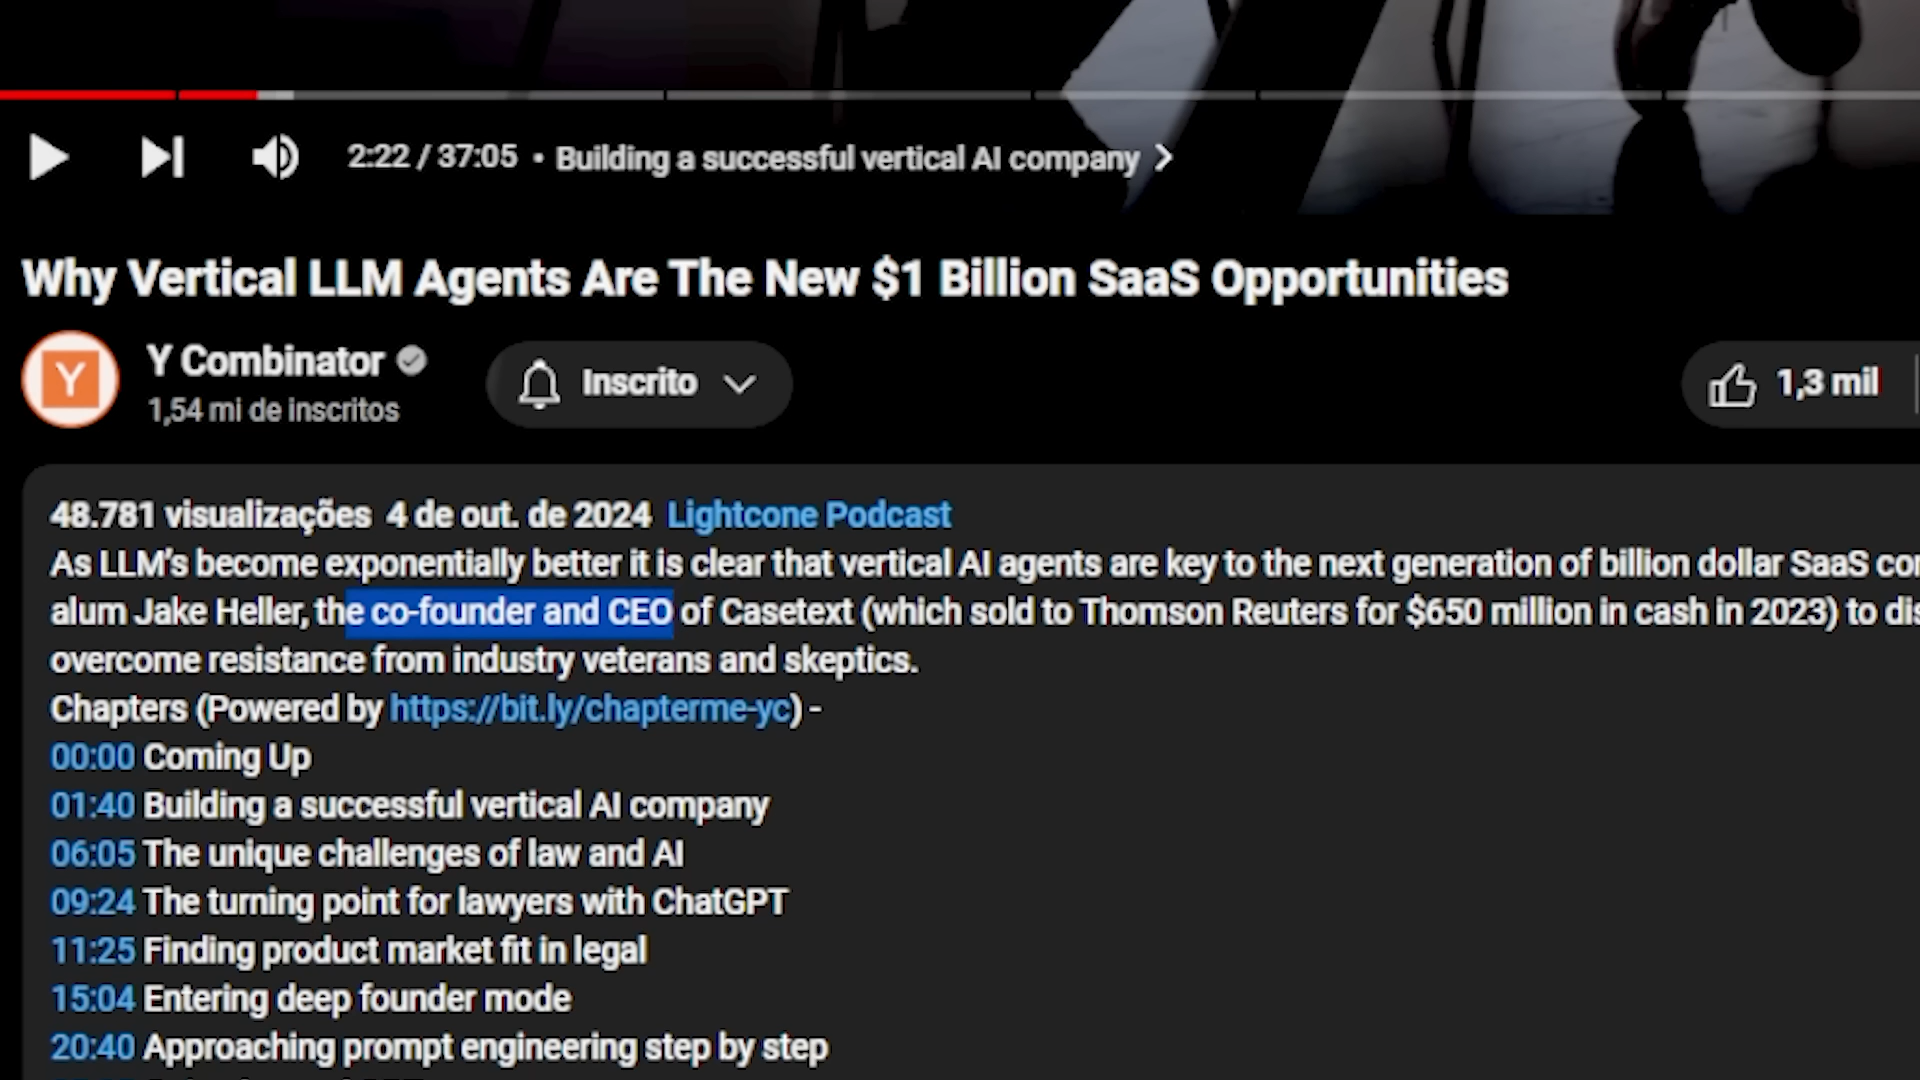 2:22 / 37:05 • Building a successful vertical AI company
Why Vertical LLM Agents Are The New $1 Billion SaaS Opportunities
Y
Y Combinator
1,54 mi de inscritos
Inscrito
1,3 mil
48.781 visualizações 4 de out. de 2024 Lightcone Podcast
As LLM's become exponentially better it is clear that vertical AI agents are key to the next generation of billion dollar SaaS
alum Jake Heller, the co-founder and CEO of Casetext (which sold to Thomson Reuters for $650 million in cash in 2023) to
overcome resistance from industry veterans and skeptics.
Chapters (Powered by https://bit.ly/chapterme-yc) -
00:00 Coming Up
01:40 Building a successful vertical AI company
06:05 The unique challenges of law and AI
09:24 The turning point for lawyers with ChatGPT
11:25 Finding product market fit in legal
15:04 Entering deep founder mode
20:40 Approaching prompt engineering step by step